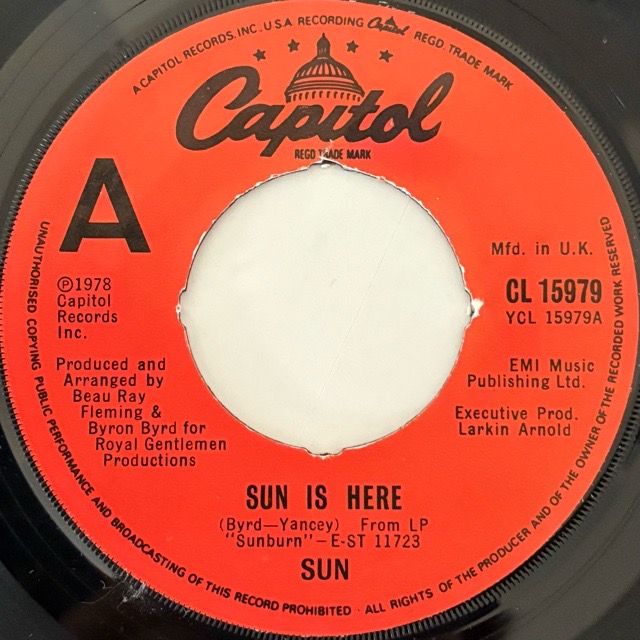 A CAPITOL RECORDS, INC., U.S.A. RECORDING Capitol REGD. TRADE MARK
Capitol
REGD TRADE MARK
A
℗1978
Capitol
Records
Inc.
Mfd. in U.K.
CL 15979
YCL 15979A
Produced and
Arranged by
Beau Ray
Fleming &
Byron Byrd for
Royal Gentlemen
Productions
EMI Music
Publishing Ltd.
Executive Prod.
Larkin Arnold
SUN IS HERE
(Byrd—Yancey) From LP
"Sunburn"—E-ST 11723
SUN
UNAUTHORISED COPYING PUBLIC PERFORMANCE AND BROADCASTING OF THIS RECORD PROHIBITED · ALL RIGHTS OF THE PRODUCER AND OF THE OWNER OF THE RECORDED WORK RESERVED